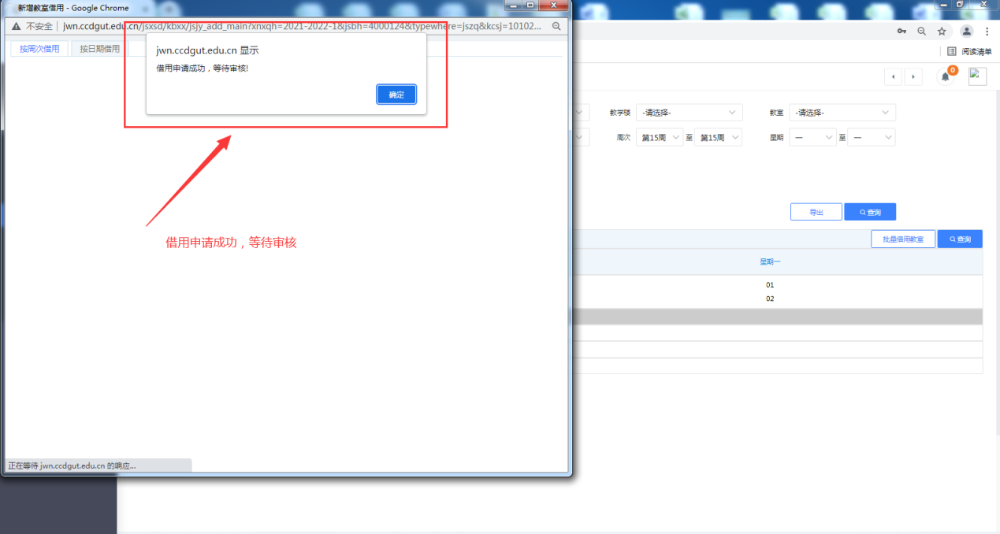 新增教室借用 - Google Chrome
不安全 jwn.ccdgut.edu.cn/jsxsd/kbxx/jsjy_add_main?xnxqh=2021-2022-1&jsbh=4000124&typewhere=jszq&kcsj=10102...
按周次借用 按日期借用
jwn.ccdgut.edu.cn 显示
借用申请成功，等待审核!
确定
借用申请成功，等待审核
正在等待 jwn.ccdgut.edu.cn 的响应...
阅读清单
0
教学楼 -请选择- 教室 -请选择-
周次 第15周 至 第15周 星期 一 至 一
导出 查询
批量借用教室 查询
星期一
01
02